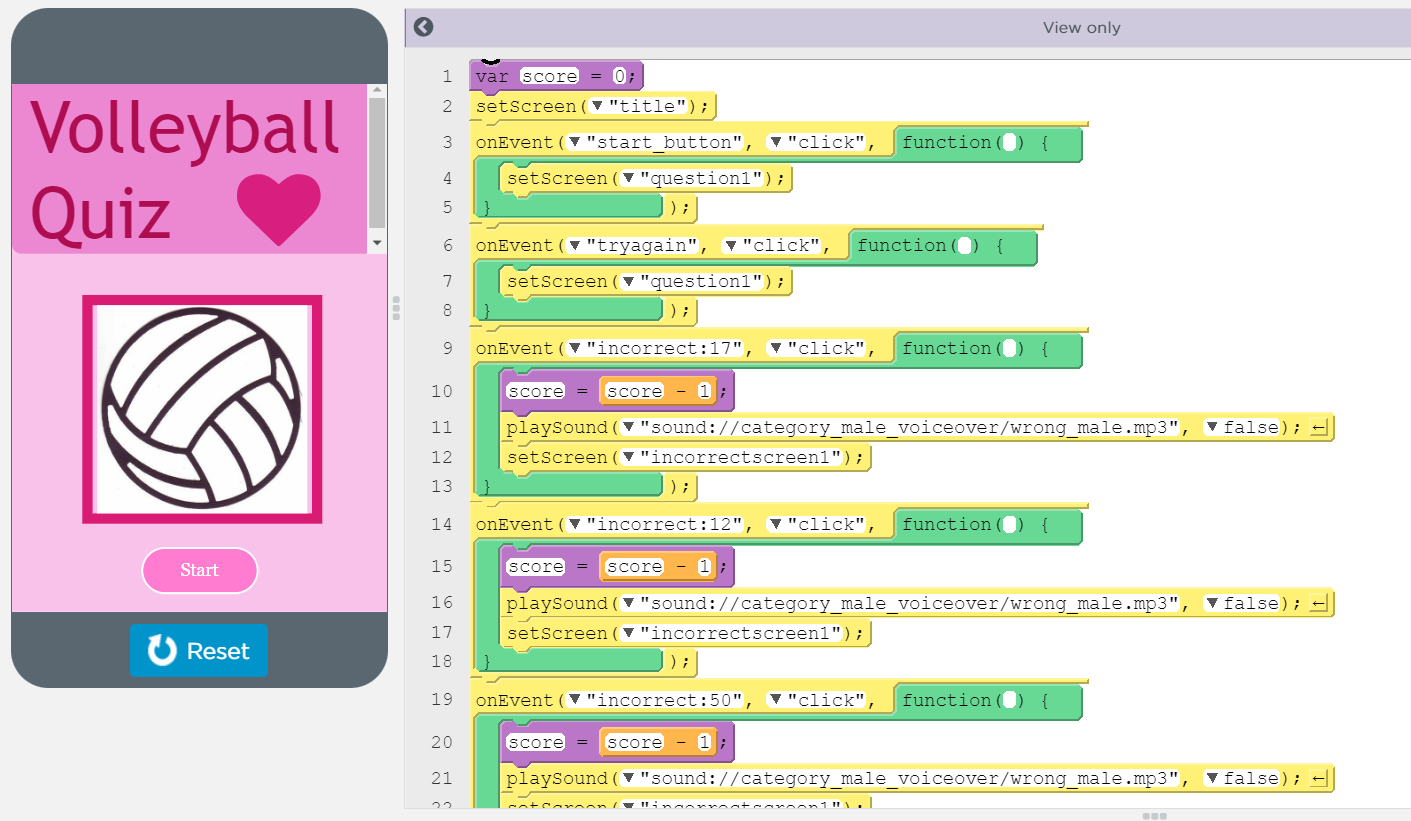 Volleyball
Quiz
Start
Reset
View only
1 var score = 0;
2 setScreen("title");
3 onEvent("start_button", "click", function( ) {
4 setScreen("question1");
5 } );
6 onEvent("tryagain", "click", function( ) {
7 setScreen("question1");
8 } );
9 onEvent("incorrect:17", "click", function( ) {
10 score = score - 1;
11 playSound("sound://category_male_voiceover/wrong_male.mp3", false);
12 setScreen("incorrectscreen1");
13 } );
14 onEvent("incorrect:12", "click", function( ) {
15 score = score - 1;
16 playSound("sound://category_male_voiceover/wrong_male.mp3", false);
17 setScreen("incorrectscreen1");
18 } );
19 onEvent("incorrect:50", "click", function( ) {
20 score = score - 1;
21 playSound("sound://category_male_voiceover/wrong_male.mp3", false);
22 setScreen("incorrectscreen1");